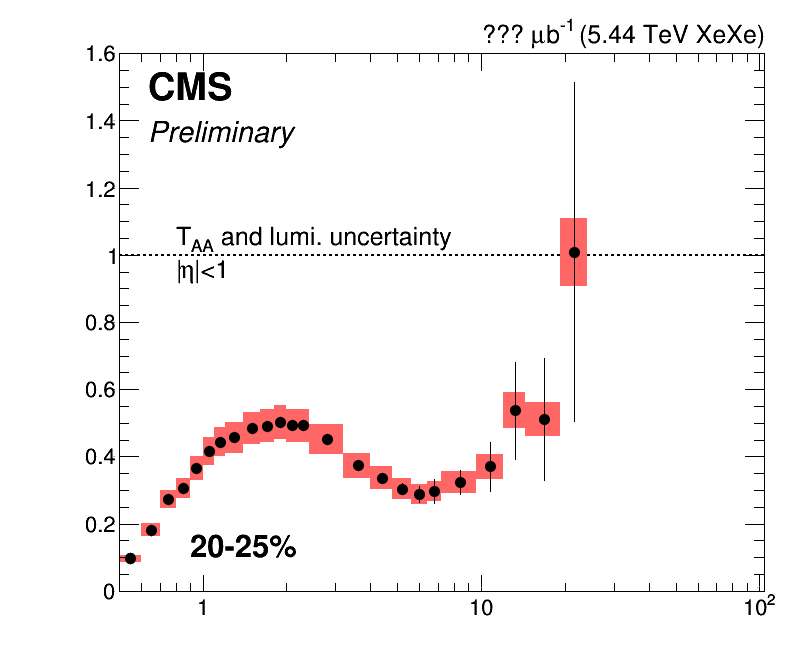 ??? μb⁻¹ (5.44 TeV XeXe)
CMS
Preliminary
T_AA and lumi. uncertainty
|η|<1
20-25%
1.6
1.4
1.2
1
0.8
0.6
0.4
0.2
0
1 10 10²